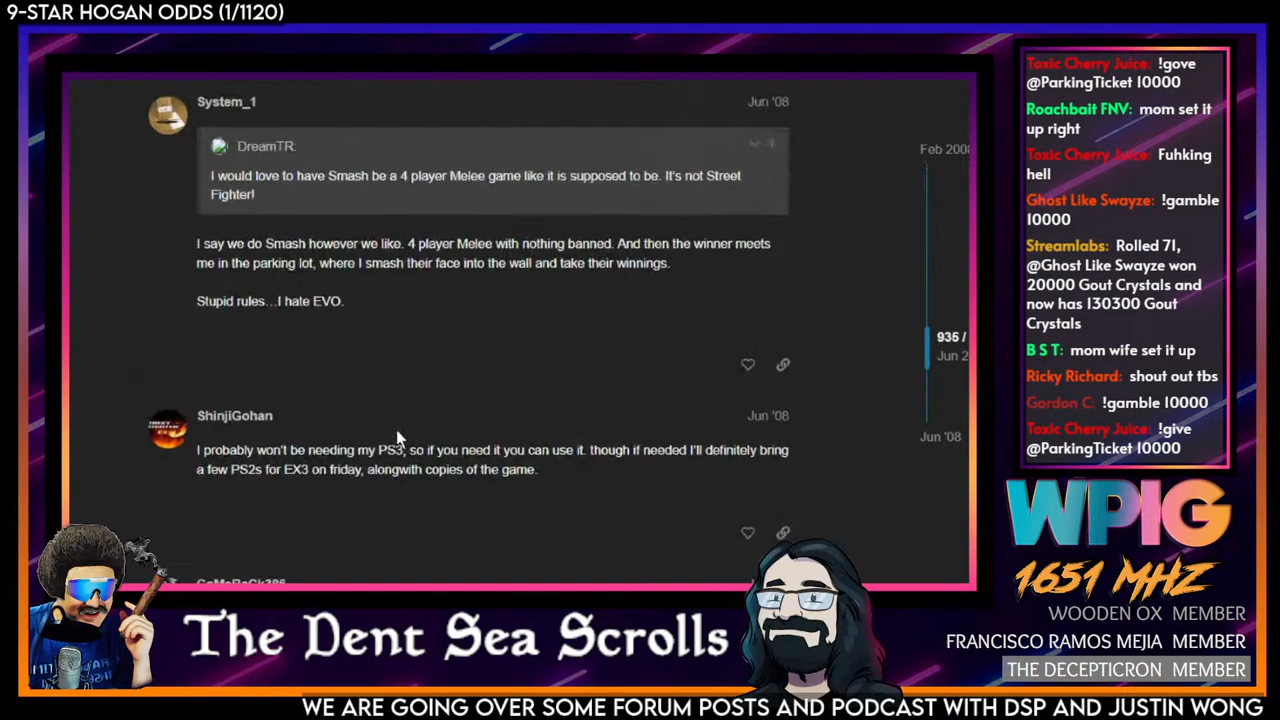 9-STAR HOGAN ODDS (1/1120)
System_1
Jun '08
DreamTR:
I would love to have Smash be a 4 player Melee game like it is supposed to be. It's not Street
Fighter!
I say we do Smash however we like. 4 player Melee with nothing banned. And then the winner meets
me in the parking lot, where I smash their face into the wall and take their winnings.
Stupid rules...I hate EVO.
ShinjiGohan
Jun '08
I probably won't be needing my PS3, so if you need it you can use it. though if needed I'll definitely bring
a few PS2s for EX3 on friday, alongwith copies of the game.
Feb 2008
935 /
Jun 2
Jun '08
Toxic Cherry Juice: !gove
@ParkingTicket 10000
Roachbait FNV: mom set it
up right
Toxic Cherry Juice: Fuhking
hell
Ghost Like Swayze: !gamble
10000
Streamlabs: Rolled 71,
@Ghost Like Swayze won
20000 Gout Crystals and
now has 130300 Gout
Crystals
B S T: mom wife set it up
Ricky Richard: shout out tbs
Gordon C: !gamble 10000
Toxic Cherry Juice: !give
@ParkingTicket 10000
WPIG
1651 MHZ
WOODEN OX MEMBER
FRANCISCO RAMOS MEJIA MEMBER
THE DECEPTICRON MEMBER
The Dent Sea Scrolls
WE ARE GOING OVER SOME FORUM POSTS AND PODCAST WITH DSP AND JUSTIN WONG